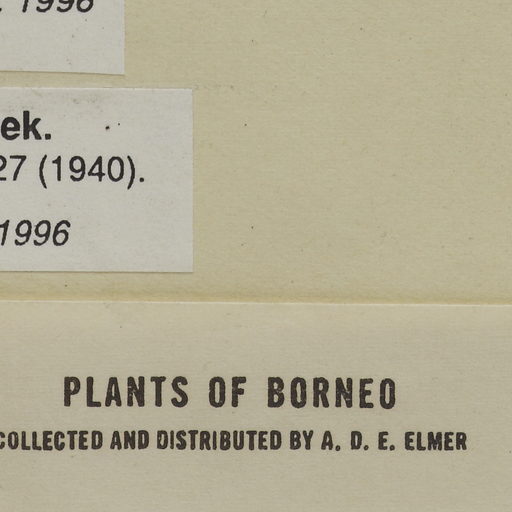 . 1996
ek.
27 (1940).
1996
PLANTS OF BORNEO
COLLECTED AND DISTRIBUTED BY A. D. E. ELMER